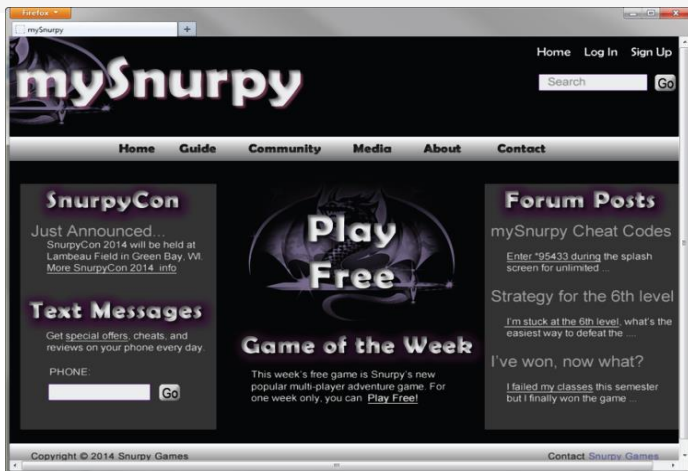 Firefox
mySnurpy
Home Log In Sign Up
mySnurpy
Search Go
Home Guide Community Media About Contact
SnurpyCon
Just Announced...
SnurpyCon 2014 will be held at
Lambeau Field in Green Bay, WI.
More SnurpyCon 2014 info
Text Messages
Get special offers, cheats, and
reviews on your phone every day.
PHONE:
Go
Play
Free
Game of the Week
This week's free game is Snurpy's new
popular multi-player adventure game. For
one week only, you can Play Free!
Forum Posts
mySnurpy Cheat Codes
Enter *95433 during the splash
screen for unlimited ...
Strategy for the 6th level
I'm stuck at the 6th level, what's the
easiest way to defeat the ...
I've won, now what?
I failed my classes this semester
but I finally won the game ...
Copyright © 2014 Snurpy Games
Contact Snurpy Games